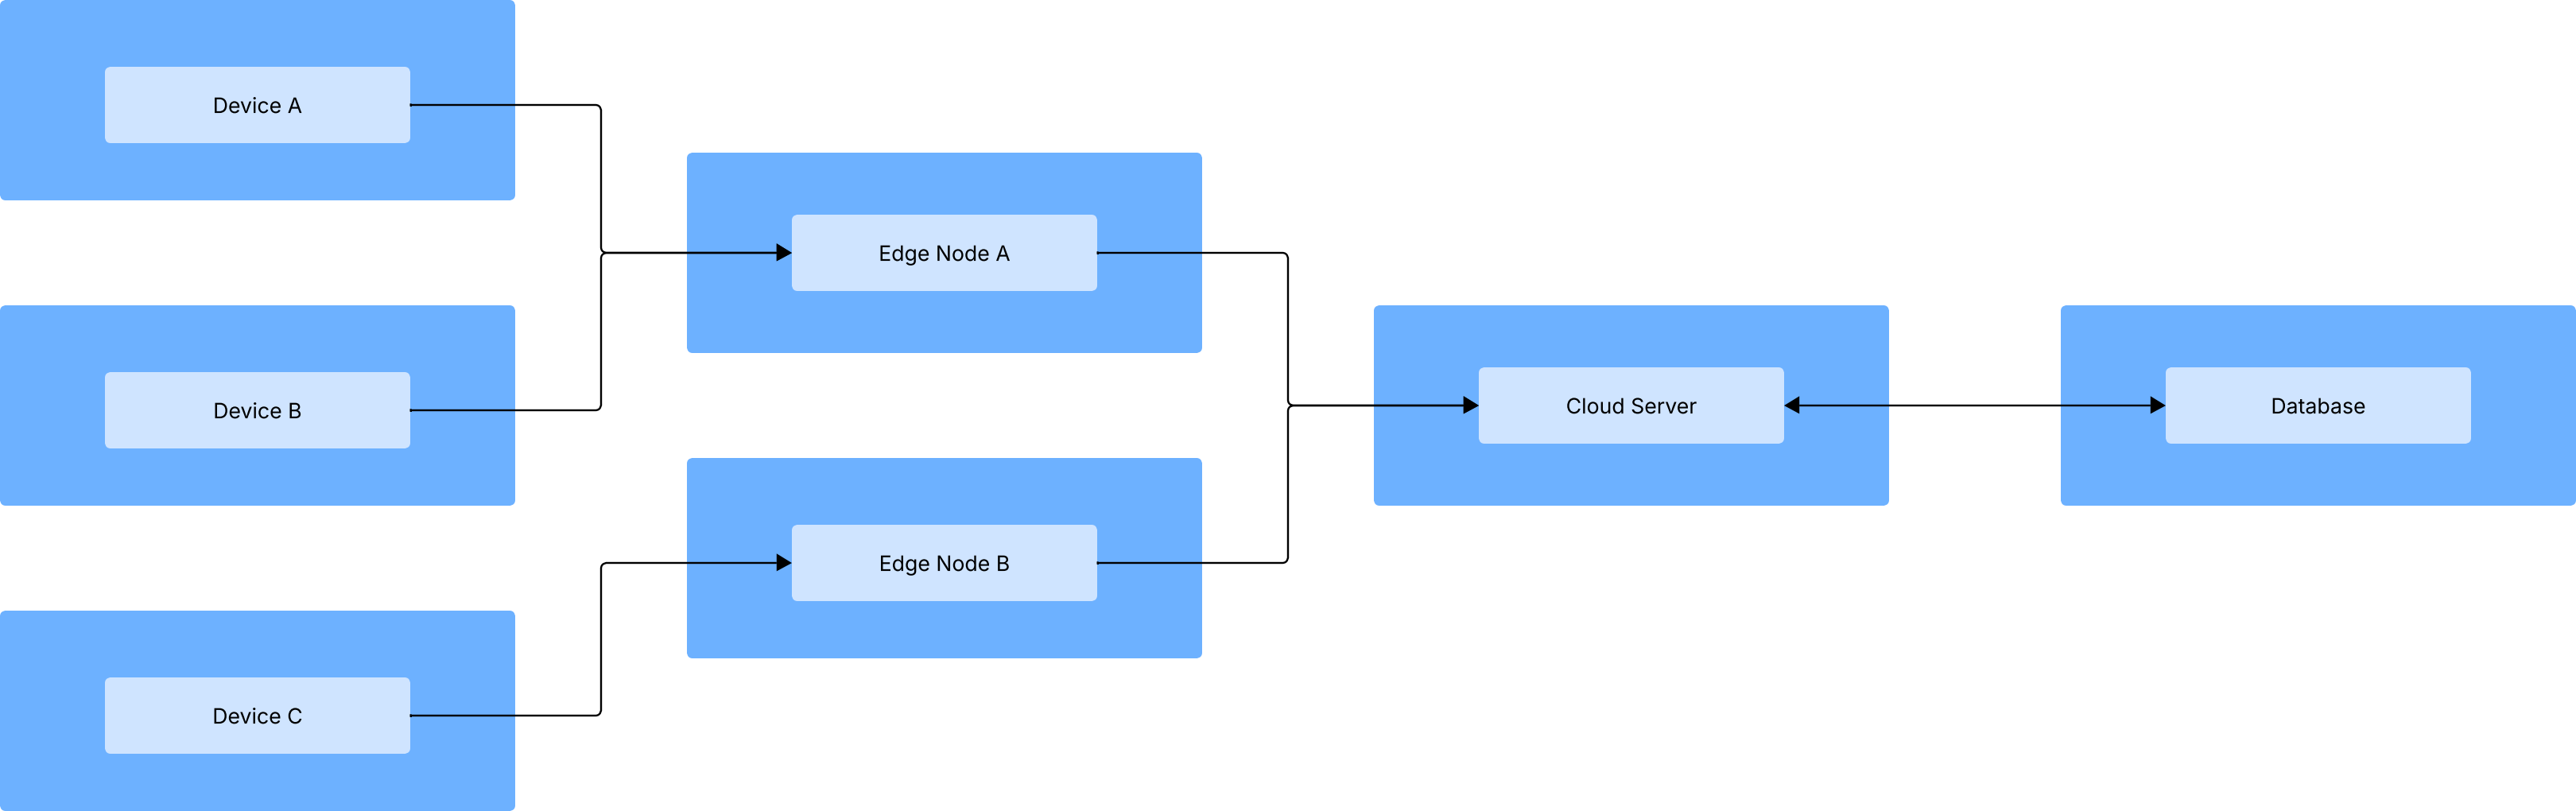 Device A
Device B
Device C
Edge Node A
Edge Node B
Cloud Server
Database